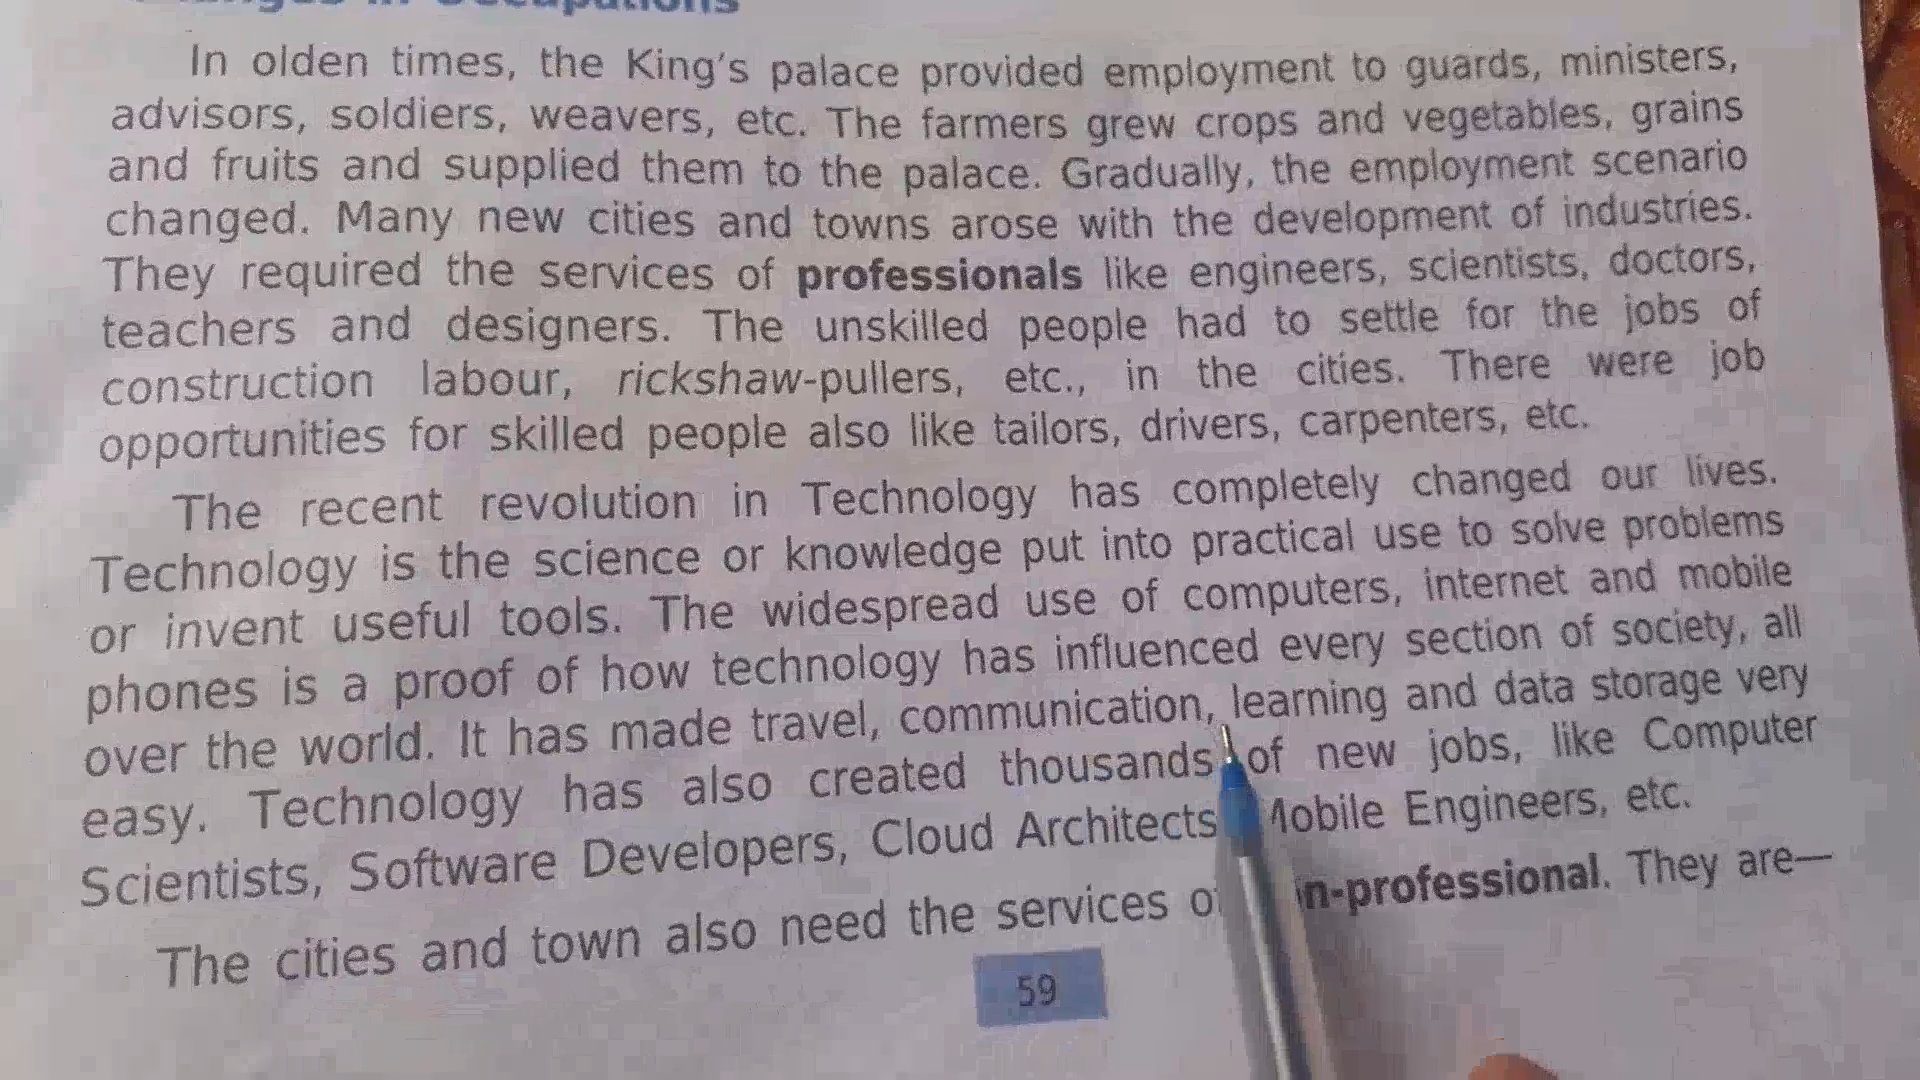 in Occupations
In olden times, the King's palace provided employment to guards, ministers,
advisors, soldiers, weavers, etc. The farmers grew crops and vegetables, grains
and fruits and supplied them to the palace. Gradually, the employment scenario
changed. Many new cities and towns arose with the development of industries.
They required the services of professionals like engineers, scientists, doctors,
teachers and designers. The unskilled people had to settle for the jobs of
construction labour, rickshaw-pullers, etc., in the cities. There were job
opportunities for skilled people also like tailors, drivers, carpenters, etc.
The recent revolution in Technology has completely changed our lives.
Technology is the science or knowledge put into practical use to solve problems
or invent useful tools. The widespread use of computers, internet and mobile
phones is a proof of how technology has influenced every section of society, all
over the world. It has made travel, communication, learning and data storage very
easy. Technology has also created thousands of new jobs, like Computer
Scientists, Software Developers, Cloud Architects Mobile Engineers, etc.
The cities and town also need the services n-professional. They are—
59